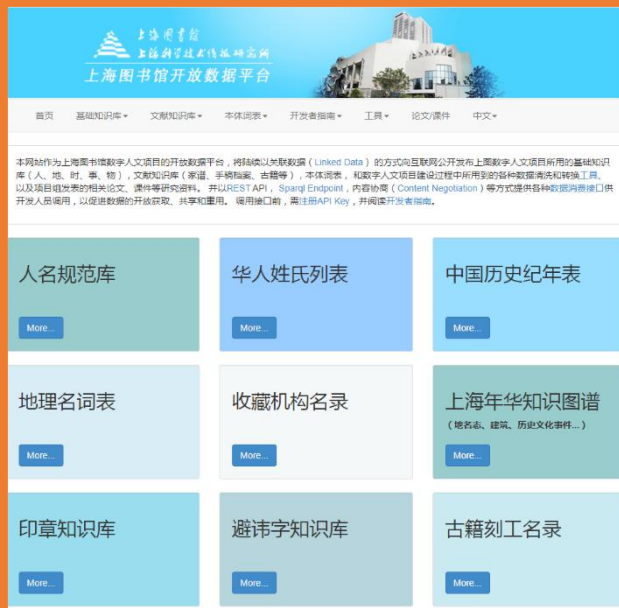 上海图书馆
上海科学技术情报研究所
上海图书馆开放数据平台
首页 基础知识库 文献知识库 本体词表 开发者指南 工具 论文/课件 中文
本网站作为上海图书馆数字人文项目的开放数据平台，将陆续以关联数据（Linked Data）的方式向互联网公开发布上图数字人文项目所用的基础知识
库（人、地、时、事、物），文献知识库（家谱、手稿档案、古籍等），本体词表，和数字人文项目建设过程中所用到的各种数据清洗和转换工具、
以及项目组发表的相关论文、课件等研究资料。 并以REST API，Sparql Endpoint，内容协商（Content Negotiation）等方式提供各种数据消费接口供
开发人员调用，以促进数据的开放获取、共享和重用。 调用接口前，需注册API Key，并阅读开发者指南。
人名规范库 华人姓氏列表 中国历史纪年表
More... More... More...
地理名词表 收藏机构名录 上海年华知识图谱
（地名志、建筑、历史文化事件...）
More... More... More...
印章知识库 避讳字知识库 古籍刻工名录
More... More... More...